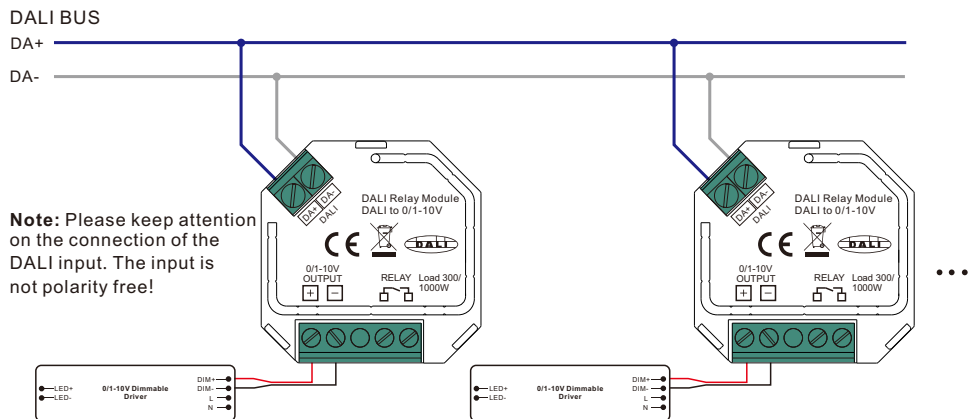 DALI BUS
DA+
DA-
DA+ DA-
DALI
DALI Relay Module
DALI to 0/1-10V
CE
DALI
0/1-10V
OUTPUT
+ -
RELAY
Load 300/
1000W
DA+ DA-
DALI
DALI Relay Module
DALI to 0/1-10V
CE
DALI
0/1-10V
OUTPUT
+ -
RELAY
Load 300/
1000W
...
Note: Please keep attention
on the connection of the
DALI input. The input is
not polarity free!
LED+
LED-
0/1-10V Dimmable
Driver
DIM+
DIM-
L
N
LED+
LED-
0/1-10V Dimmable
Driver
DIM+
DIM-
L
N